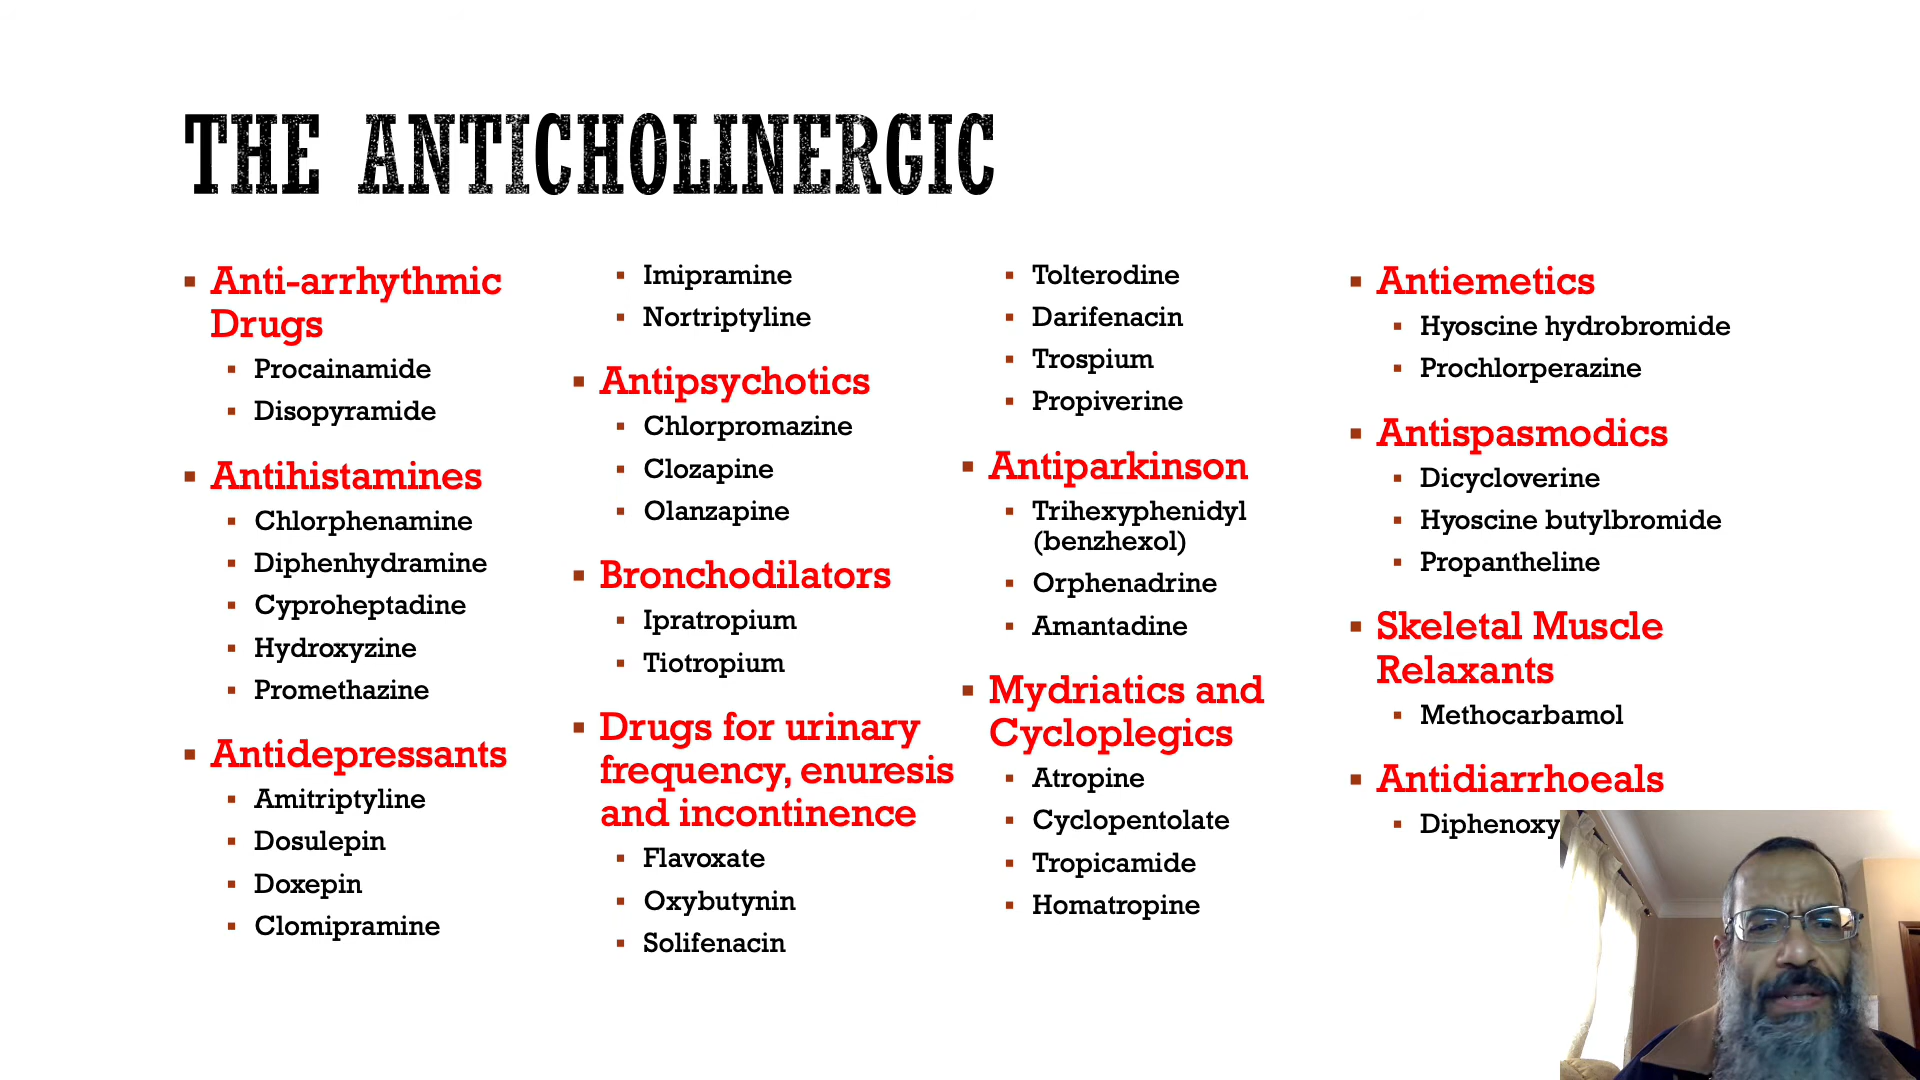 THE ANTICHOLINERGIC
Anti-arrhythmic
Drugs
Procainamide
Disopyramide
Antihistamines
Chlorphenamine
Diphenhydramine
Cyproheptadine
Hydroxyzine
Promethazine
Antidepressants
Amitriptyline
Dosulepin
Doxepin
Clomipramine
Imipramine
Nortriptyline
Antipsychotics
Chlorpromazine
Clozapine
Olanzapine
Bronchodilators
Ipratropium
Tiotropium
Drugs for urinary
frequency, enuresis
and incontinence
Flavoxate
Oxybutynin
Solifenacin
Tolterodine
Darifenacin
Trospium
Propiverine
Antiparkinson
Trihexyphenidyl
(benzhexol)
Orphenadrine
Amantadine
Mydriatics and
Cycloplegics
Atropine
Cyclopentolate
Tropicamide
Homatropine
Antiemetics
Hyoscine hydrobromide
Prochlorperazine
Antispasmodics
Dicycloverine
Hyoscine butylbromide
Propantheline
Skeletal Muscle
Relaxants
Methocarbamol
Antidiarrhoeals